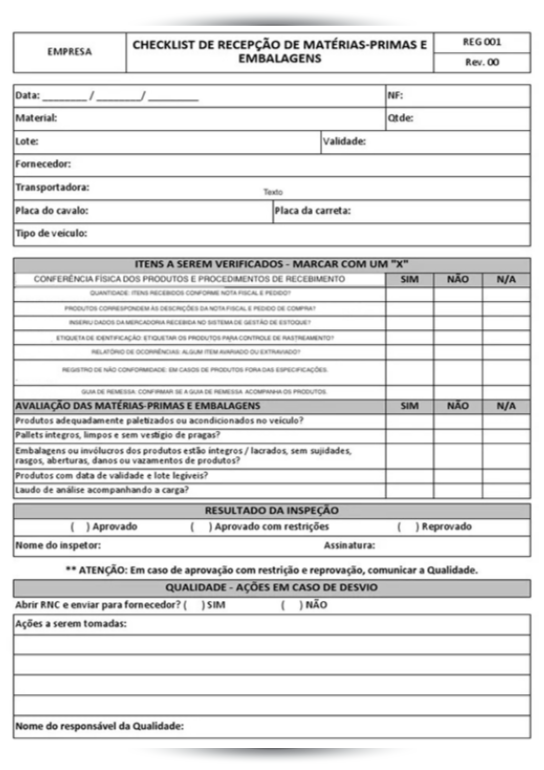 EMPRESA
CHECKLIST DE RECEPÇÃO DE MATÉRIAS-PRIMAS E
EMBALAGENS
REG 001
Rev. 00
Data: ________ / ________/ _________
NF:
Material:
Qtde:
Lote:
Validade:
Fornecedor:
Transportadora:
Texto
Placa do cavalo:
Placa da carreta:
Tipo de veículo:
ITENS A SEREM VERIFICADOS - MARCAR COM UM "X"
CONFERÊNCIA FÍSICA DOS PRODUTOS E PROCEDIMENTOS DE RECEBIMENTO
SIM
NÃO
N/A
QUANTIDADE: ITENS RECEBIDOS CONFORME NOTA FISCAL E PEDIDO?
PRODUTOS CORRESPONDEM ÀS DESCRIÇÕES DA NOTA FISCAL E PEDIDO DE COMPRA?
INSERIU DADOS DA MERCADORIA RECEBIDA NO SISTEMA DE GESTÃO DE ESTOQUE?
ETIQUETA DE IDENTIFICAÇÃO: ETIQUETAR OS PRODUTOS PARA CONTROLE DE RASTREAMENTO?
RELATÓRIO DE OCORRÊNCIAS: ALGUM ITEM AVARIADO OU EXTRAVIADO?
REGISTRO DE NÃO CONFORMIDADE: EM CASOS DE PRODUTOS FORA DAS ESPECIFICAÇÕES.
GUIA DE REMESSA: CONFIRMAR SE A GUIA DE REMESSA ACOMPANHA OS PRODUTOS.
AVALIAÇÃO DAS MATÉRIAS-PRIMAS E EMBALAGENS
SIM
NÃO
N/A
Produtos adequadamente paletizados ou acondicionados no veículo?
Pallets íntegros, limpos e sem vestígio de pragas?
Embalagens ou invólucros dos produtos estão íntegros / lacrados, sem sujidades,
rasgos, aberturas, danos ou vazamentos de produtos?
Produtos com data de validade e lote legíveis?
Laudo de análise acompanhando a carga?
RESULTADO DA INSPEÇÃO
( ) Aprovado
( ) Aprovado com restrições
( ) Reprovado
Nome do inspetor:
Assinatura:
** ATENÇÃO: Em caso de aprovação com restrição e reprovação, comunicar a Qualidade.
QUALIDADE - AÇÕES EM CASO DE DESVIO
Abrir RNC e enviar para fornecedor? ( ) SIM ( ) NÃO
Ações a serem tomadas:
Nome do responsável da Qualidade: